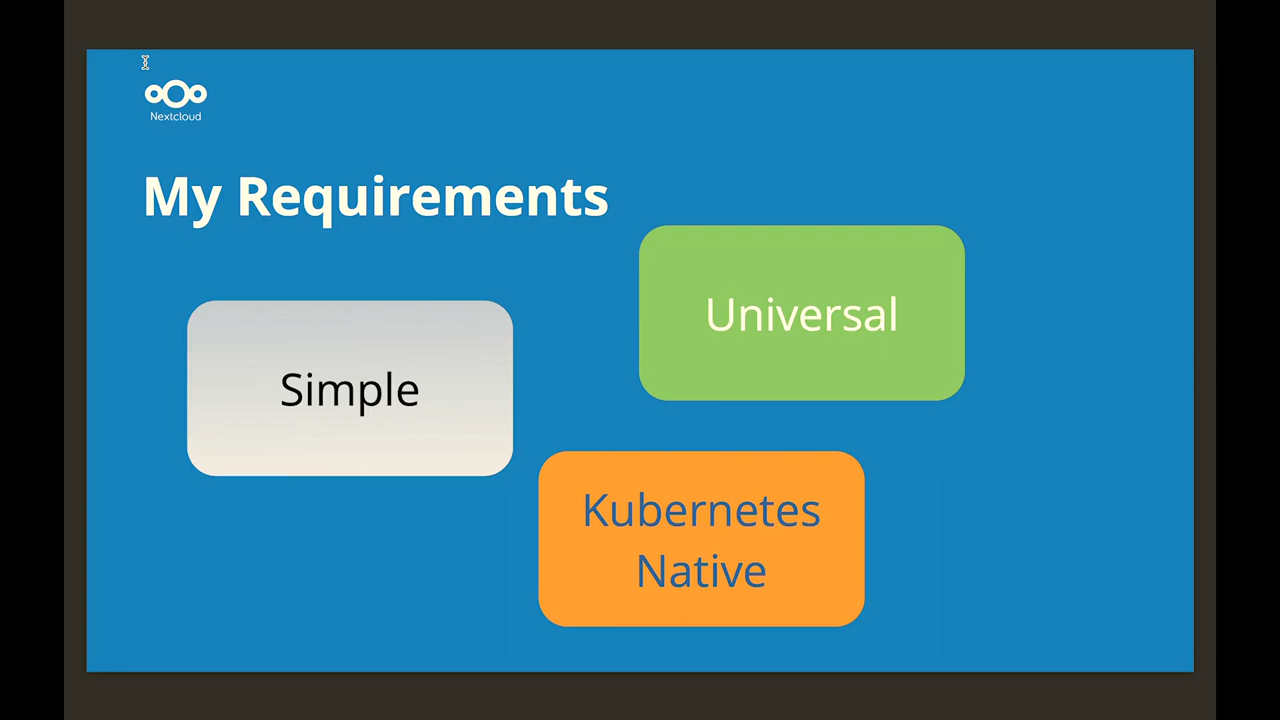 Nextcloud
My Requirements
Universal
Simple
Kubernetes
Native